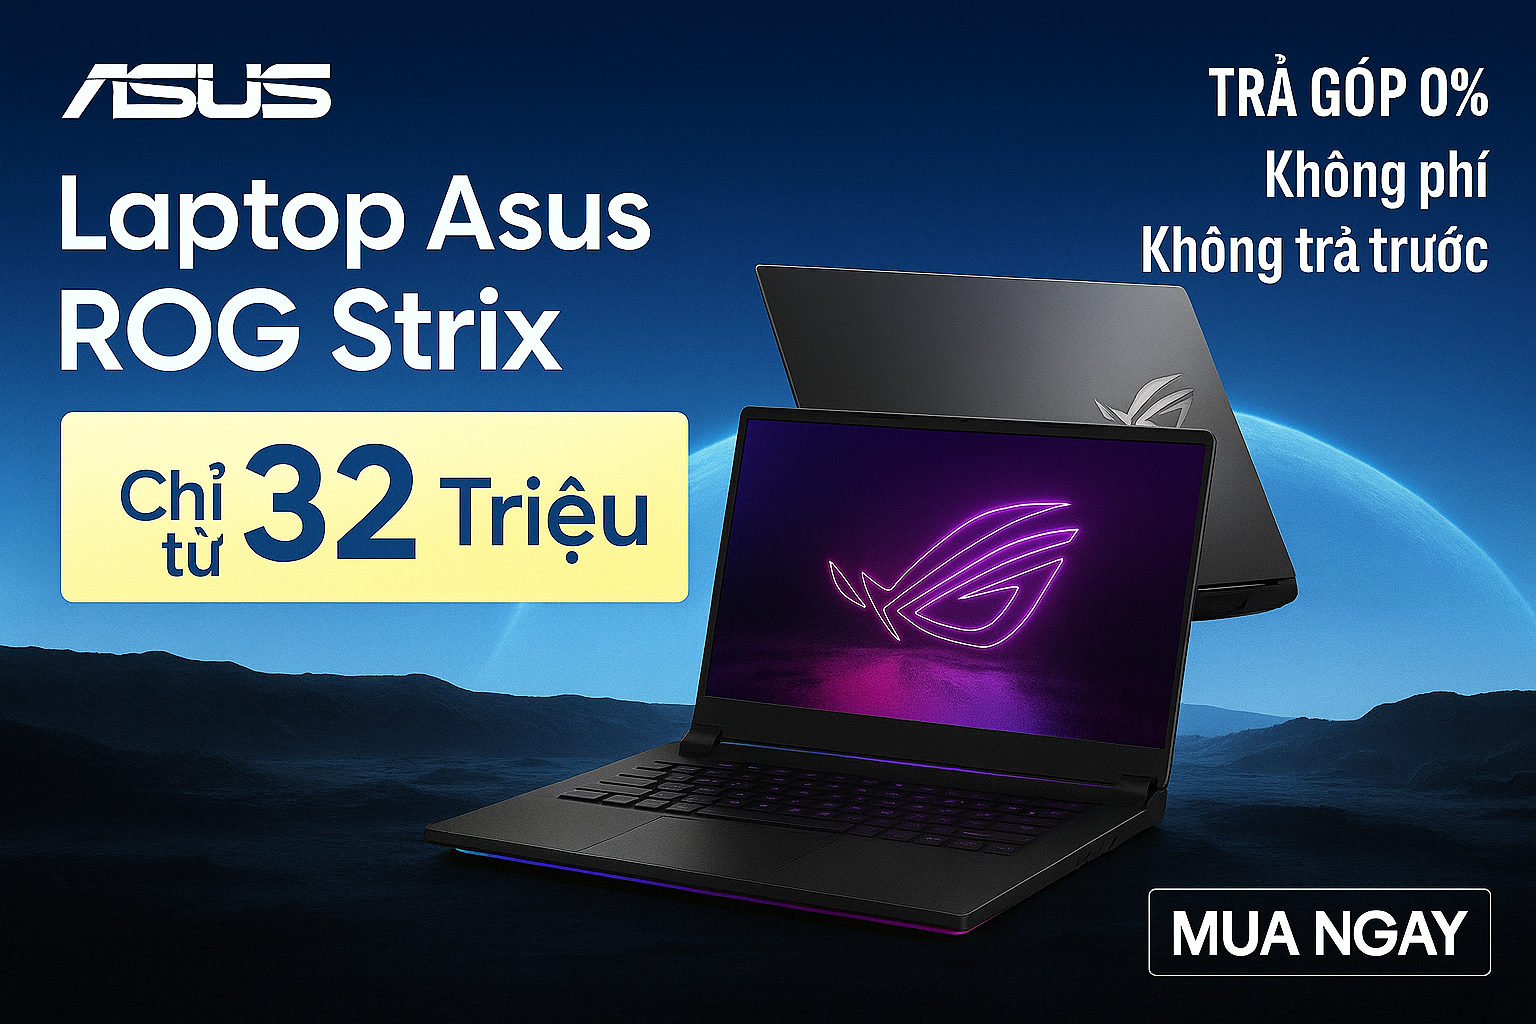 ASUS
Laptop Asus
ROG Strix
Chỉ
từ
32 Triệu
TRẢ GÓP 0%
Không phí
Không trả trước
MUA NGAY